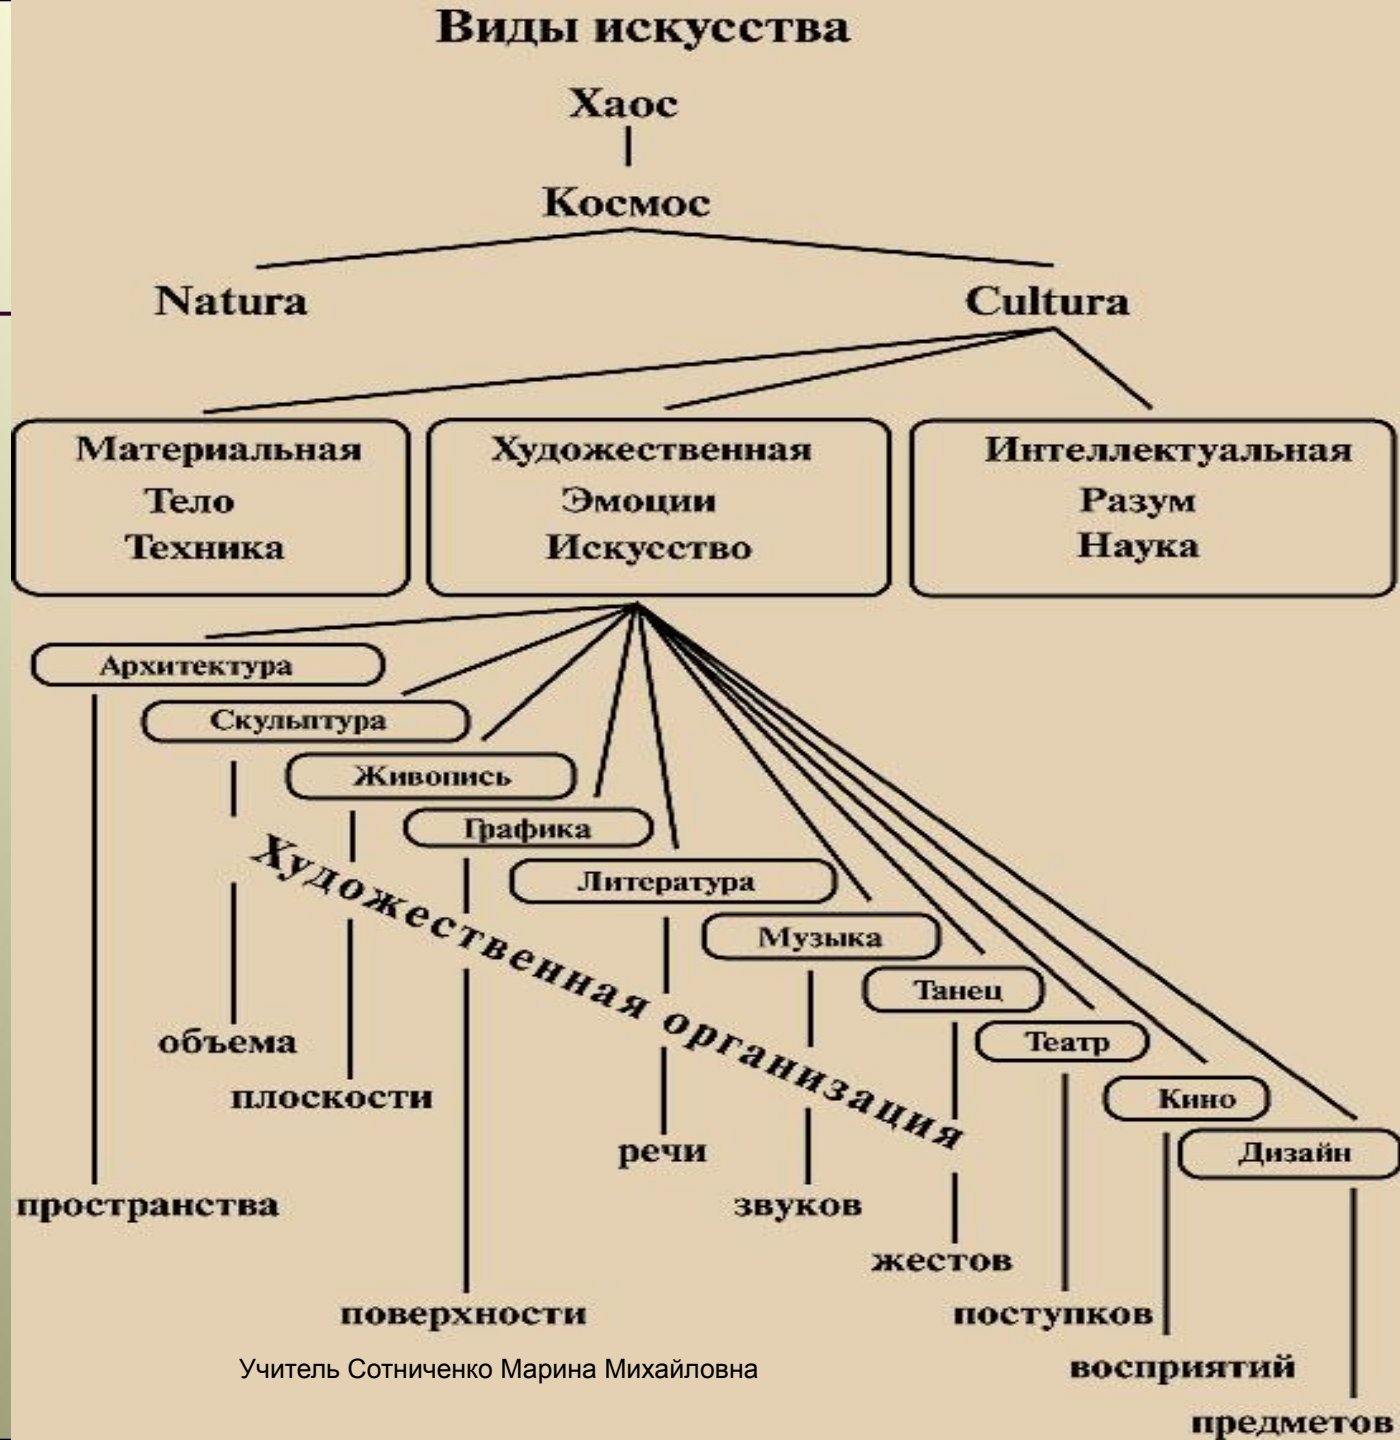 Виды искусства
Хаос
Космос
Natura
Cultura
Материальная
Тело
Техника
Художественная
Эмоции
Искусство
Интеллектуальная
Разум
Наука
Архитектура
Скульптура
Живопись
Графика
Литература
Музыка
Танец
Театр
Кино
Дизайн
Художественная организация
объема
плоскости
речи
пространства
звуков
жестов
поверхности
поступков
восприятий
предметов
Учитель Сотниченко Марина Михайловна